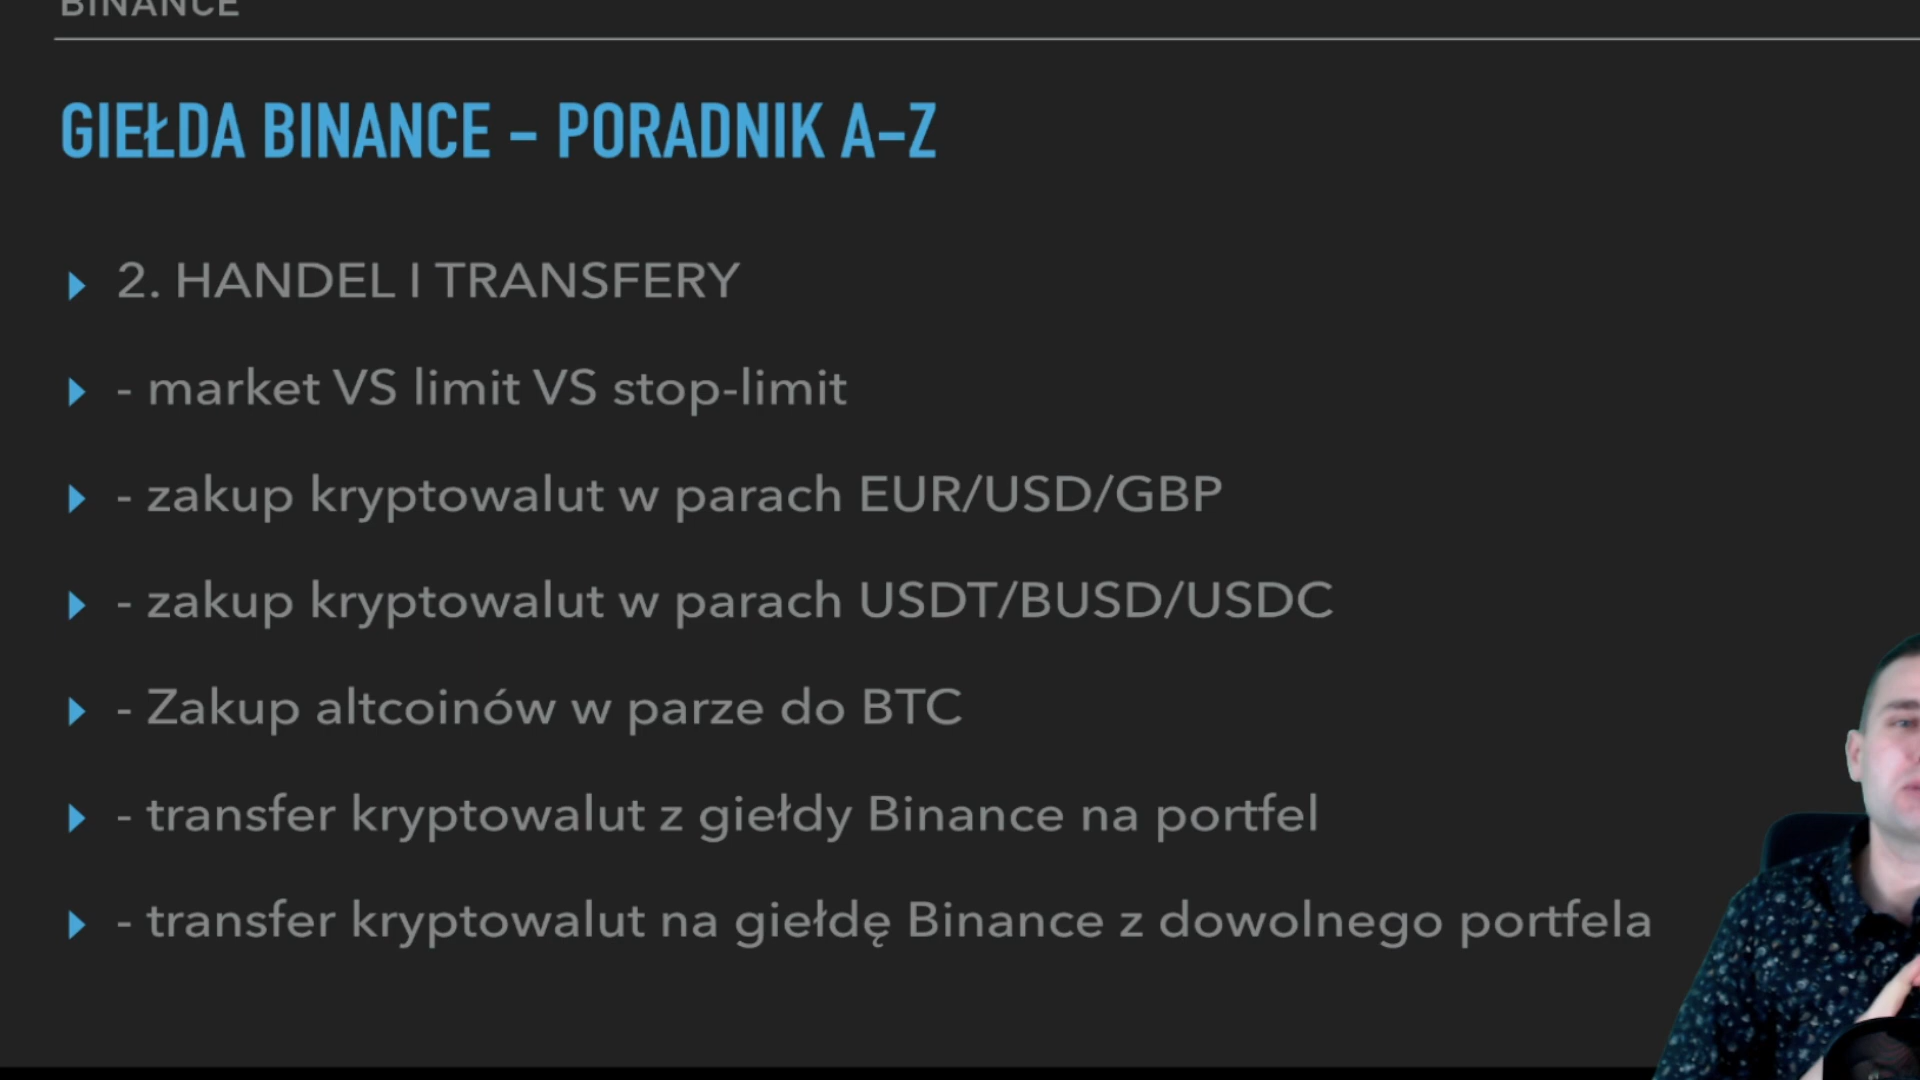 BINANCE
GIEŁDA BINANCE - PORADNIK A-Z
2. HANDEL I TRANSFERY
- market VS limit VS stop-limit
- zakup kryptowalut w parach EUR/USD/GBP
- zakup kryptowalut w parach USDT/BUSD/USDC
- Zakup altcoinów w parze do BTC
- transfer kryptowalut z giełdy Binance na portfel
- transfer kryptowalut na giełdę Binance z dowolnego portfela